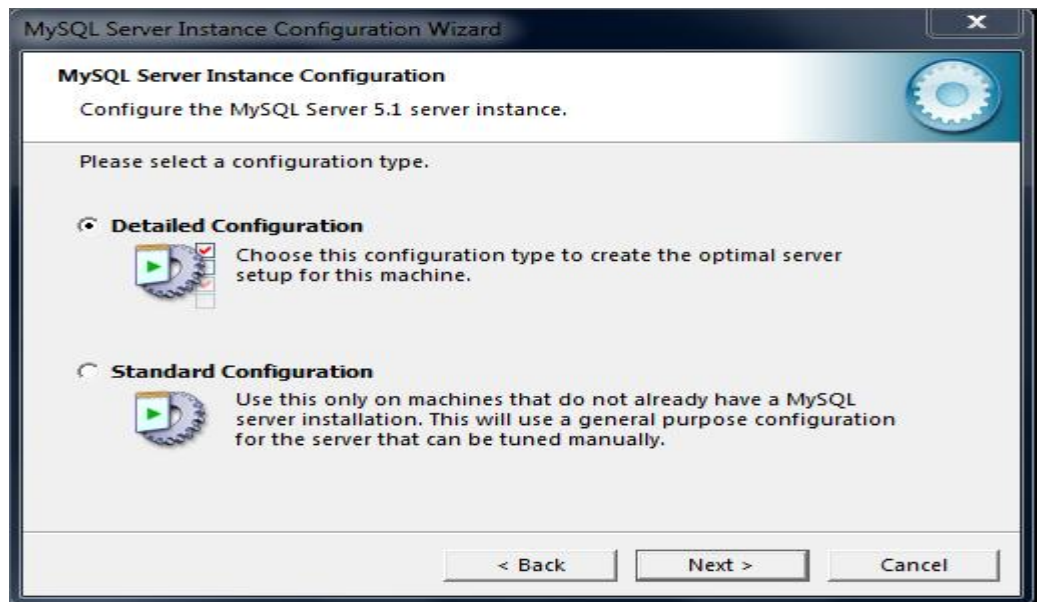 MySQL Server Instance Configuration Wizard
MySQL Server Instance Configuration
Configure the MySQL Server 5.1 server instance.
Please select a configuration type.
Detailed Configuration
Choose this configuration type to create the optimal server
setup for this machine.
Standard Configuration
Use this only on machines that do not already have a MySQL
server installation. This will use a general purpose configuration
for the server that can be tuned manually.
< Back
Next >
Cancel